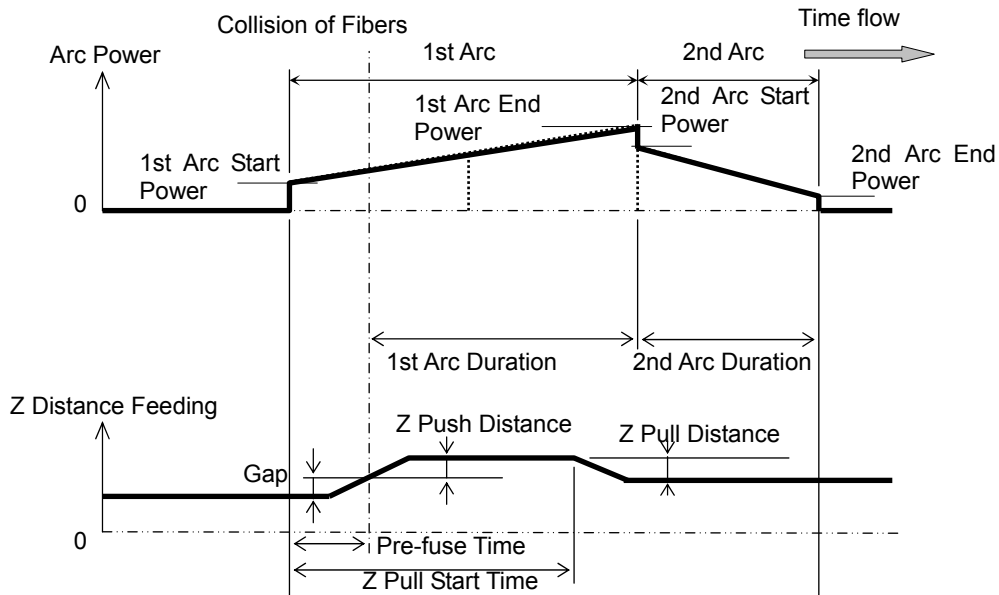 Collision of Fibers
Time flow
Arc Power
1st Arc
2nd Arc
1st Arc End
Power
2nd Arc Start
Power
1st Arc Start
Power
2nd Arc End
Power
0
1st Arc Duration
2nd Arc Duration
Z Distance Feeding
Z Push Distance
Z Pull Distance
Gap
0
Pre-fuse Time
Z Pull Start Time